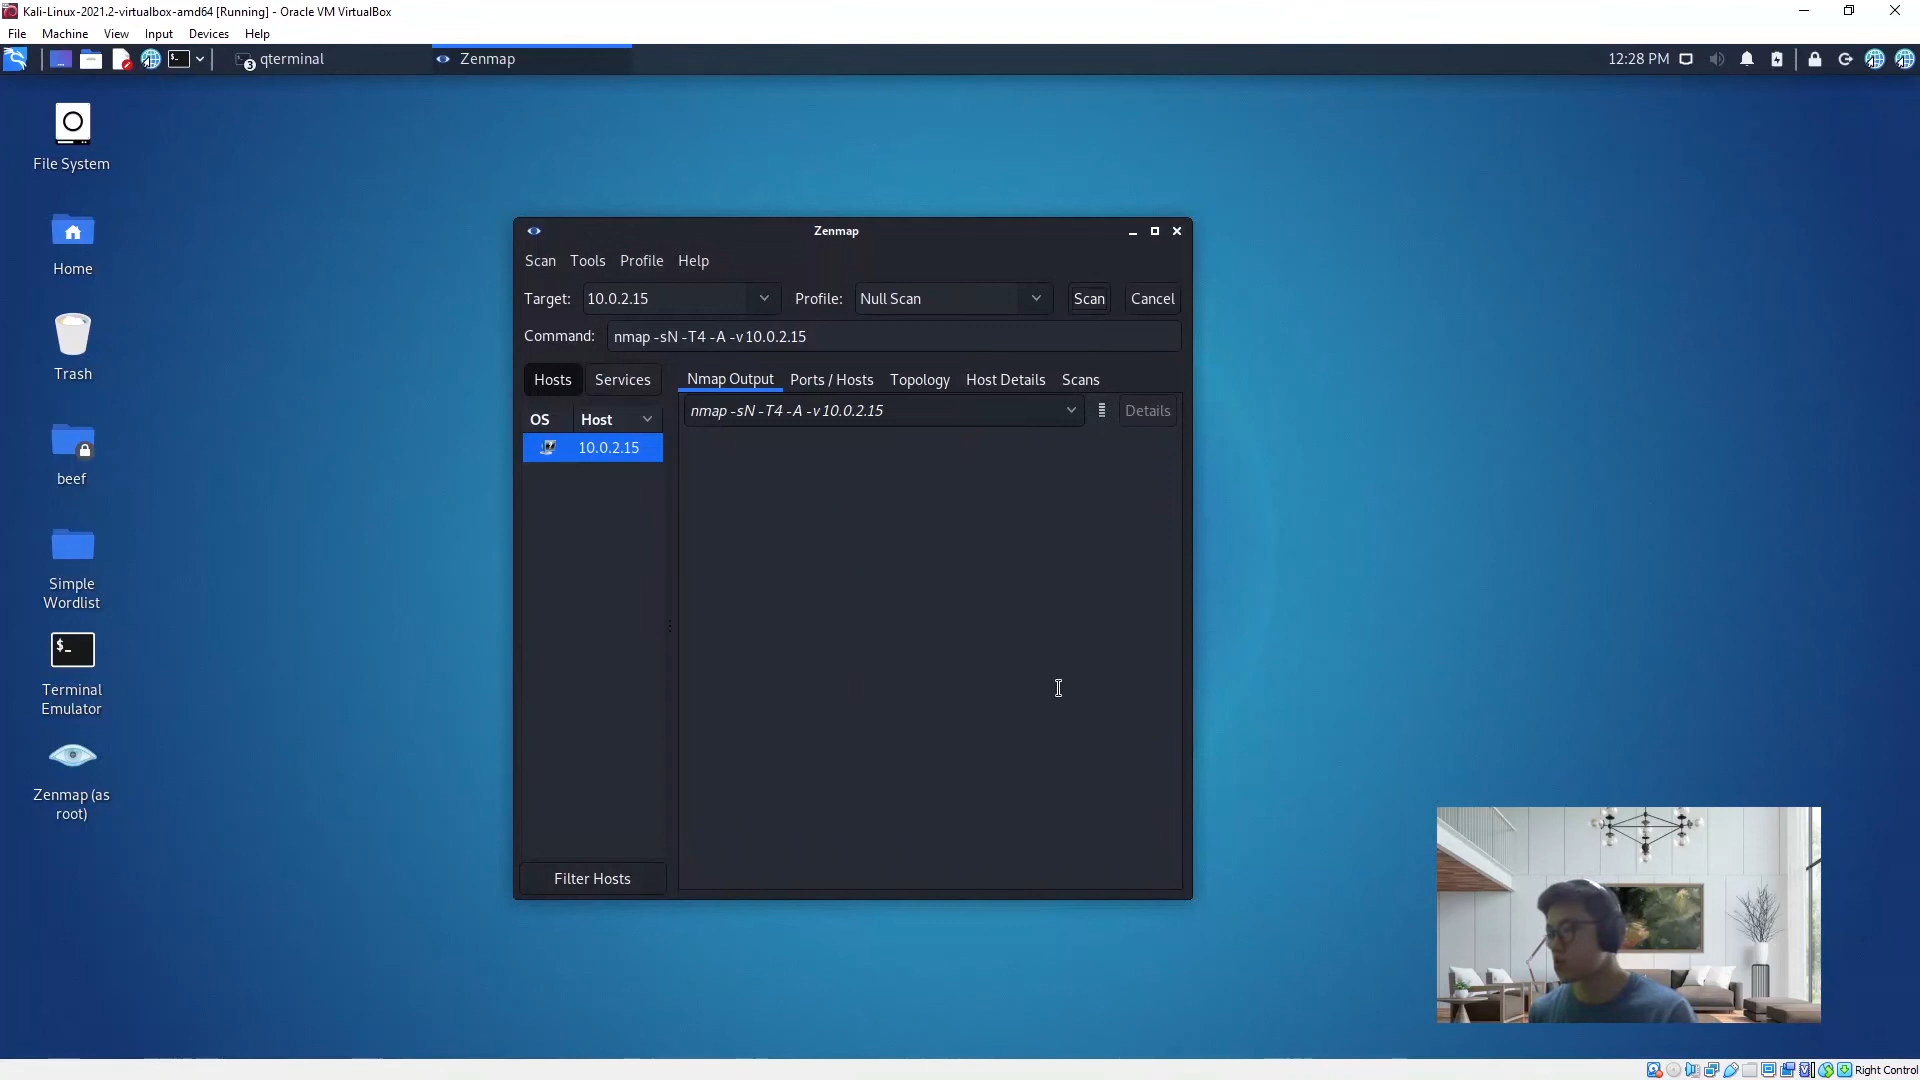 Kali-Linux-2021.2-virtualbox-amd64 [Running] - Oracle VM VirtualBox
File Machine View Input Devices Help
3 qterminal
Zenmap
12:28 PM
File System
Home
Trash
beef
Simple
Wordlist
$_
Terminal
Emulator
Zenmap (as
root)
Zenmap
Scan Tools Profile Help
Target: 10.0.2.15 Profile: Null Scan Scan Cancel
Command: nmap -sN -T4 -A -v 10.0.2.15
Hosts Services
Nmap Output Ports / Hosts Topology Host Details Scans
nmap -sN -T4 -A -v 10.0.2.15 Details
OS Host
10.0.2.15
Filter Hosts
Right Control